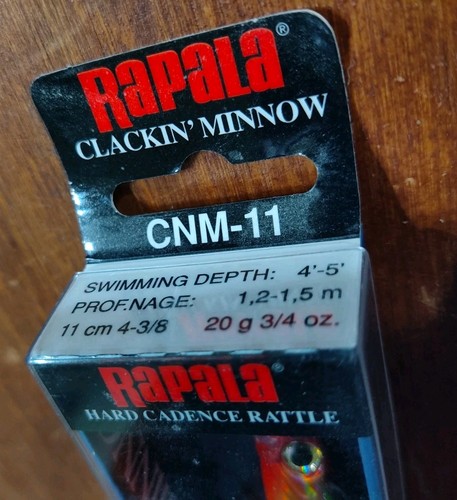 RAPALA®
CLACKIN' MINNOW
CNM-11
SWIMMING DEPTH: 4'-5'
PROF.NAGE: 1,2-1,5 m
11 cm 4-3/8 20 g 3/4 oz.
RAPALA®
HARD CADENCE RATTLE